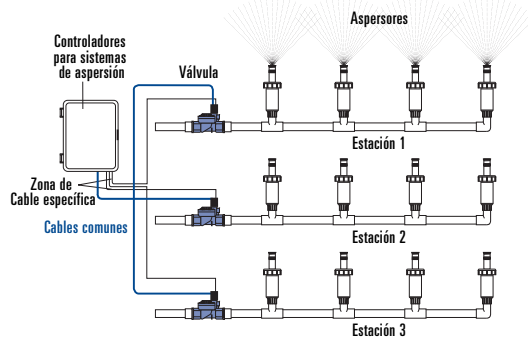 Aspersores
Controladores
para sistemas
de aspersión
Válvula
Estación 1
Zona de
Cable específica
Cables comunes
Estación 2
Estación 3